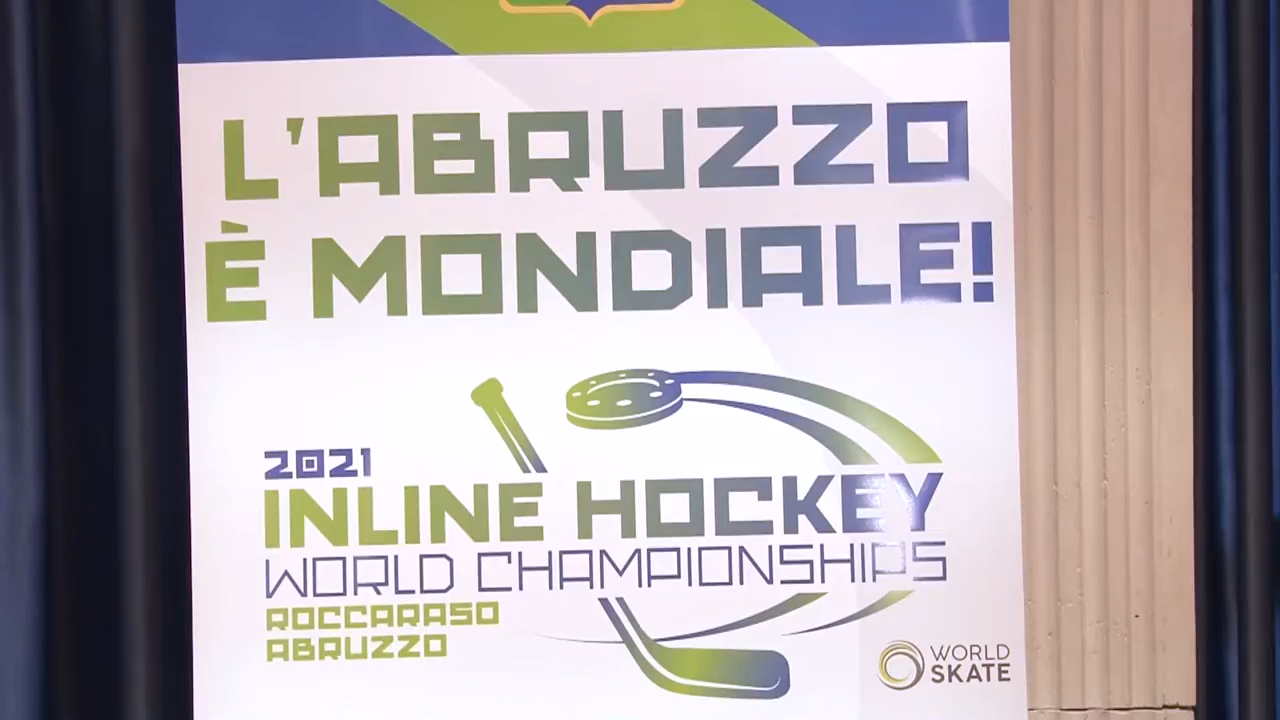 L'ABRUZZO
È MONDIALE!
2021
INLINE HOCKEY
WORLD CHAMPIONSHIPS
ROCCARASO
ABRUZZO
WORLD
SKATE